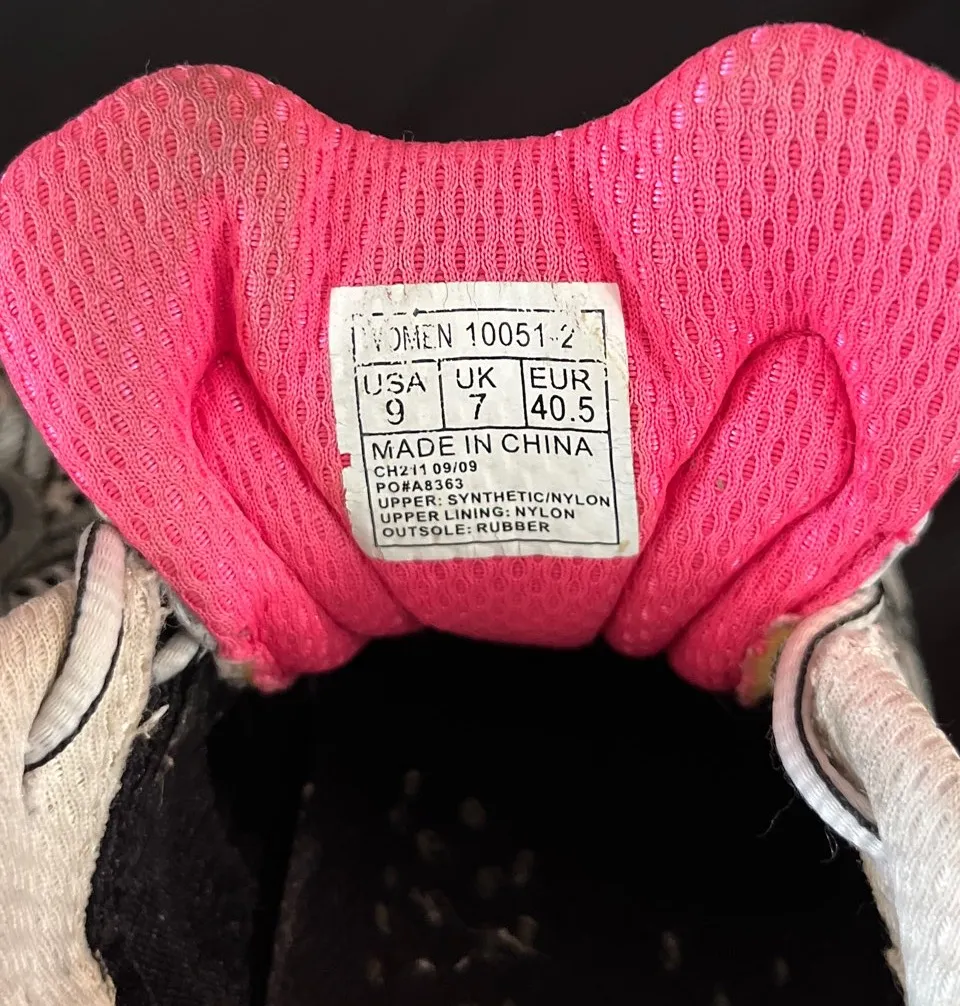 WOMEN 10051-2
USA UK EUR
9 7 40.5
MADE IN CHINA
CH211 09/09
PO#A8363
UPPER: SYNTHETIC/NYLON
UPPER LINING: NYLON
OUTSOLE: RUBBER